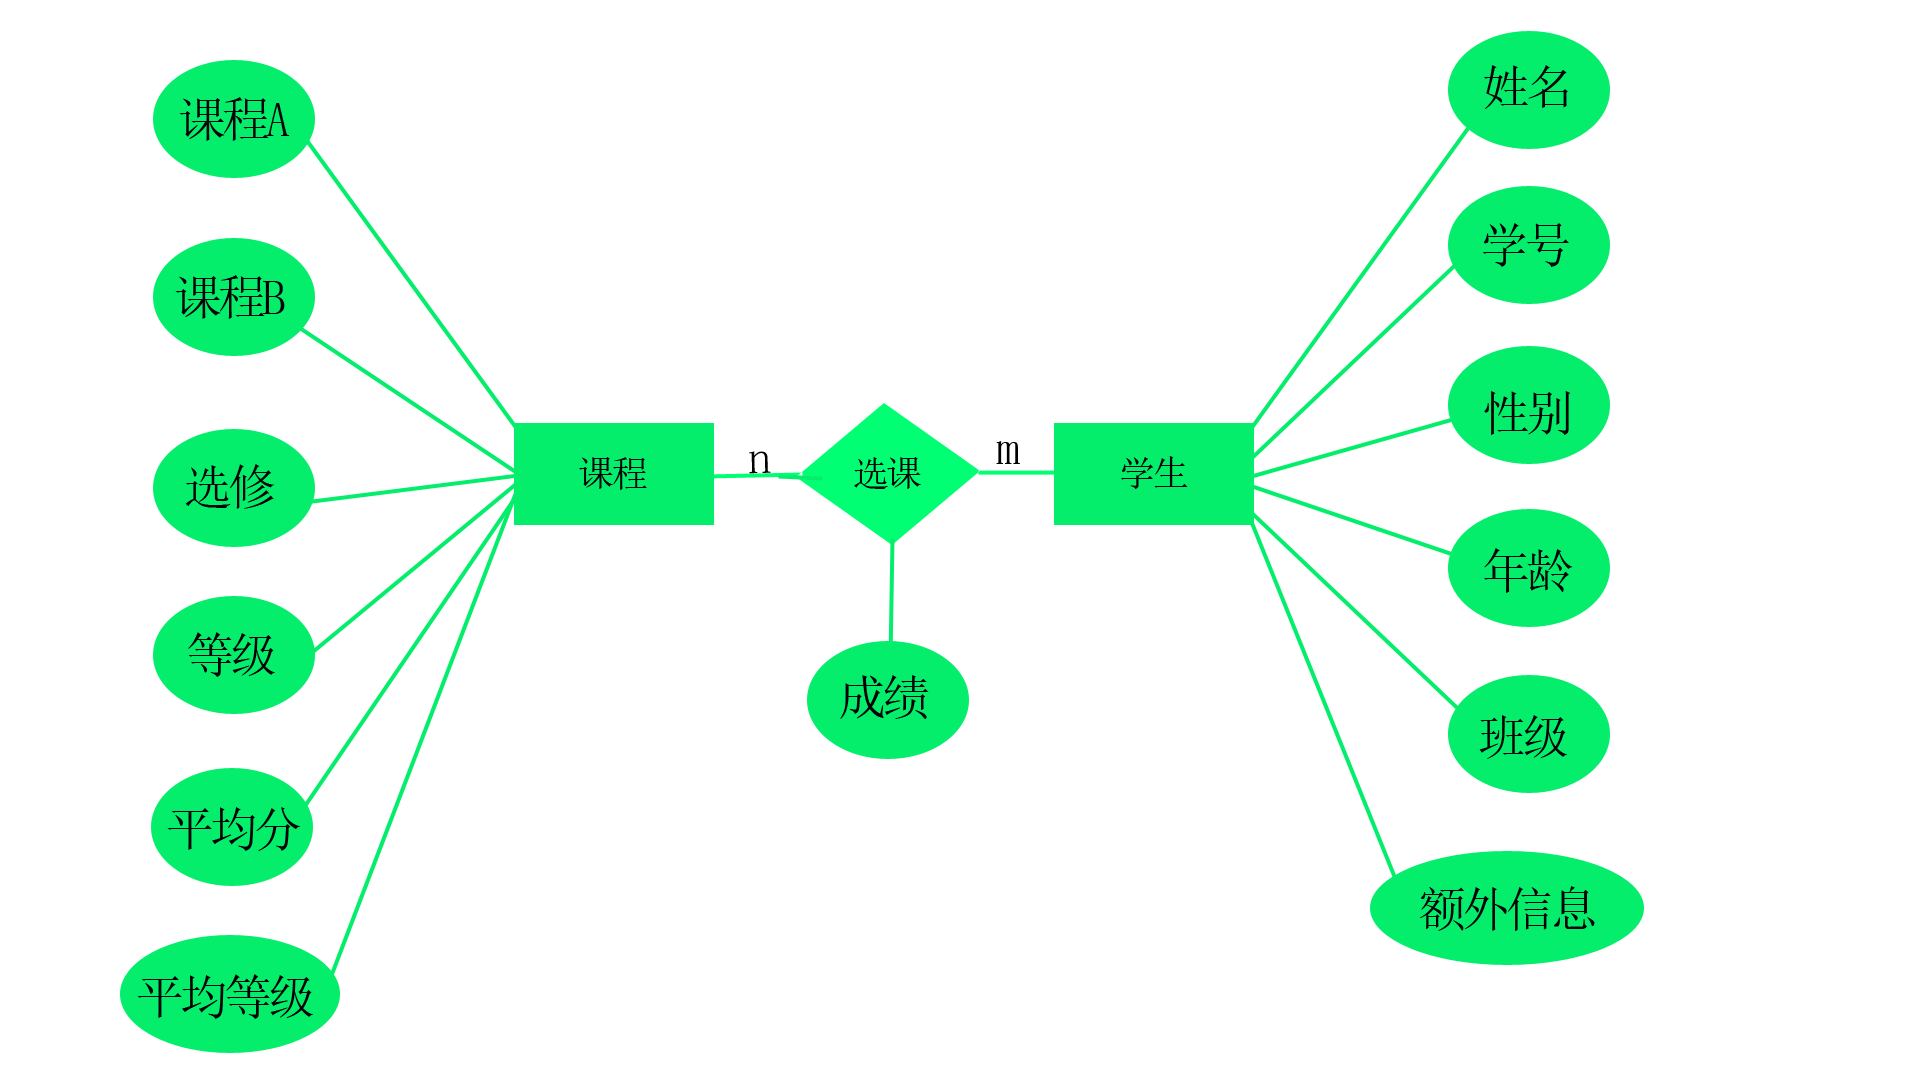 课程A
课程B
选修
等级
平均分
平均等级
课程
n
选课
m
学生
成绩
姓名
学号
性别
年龄
班级
额外信息